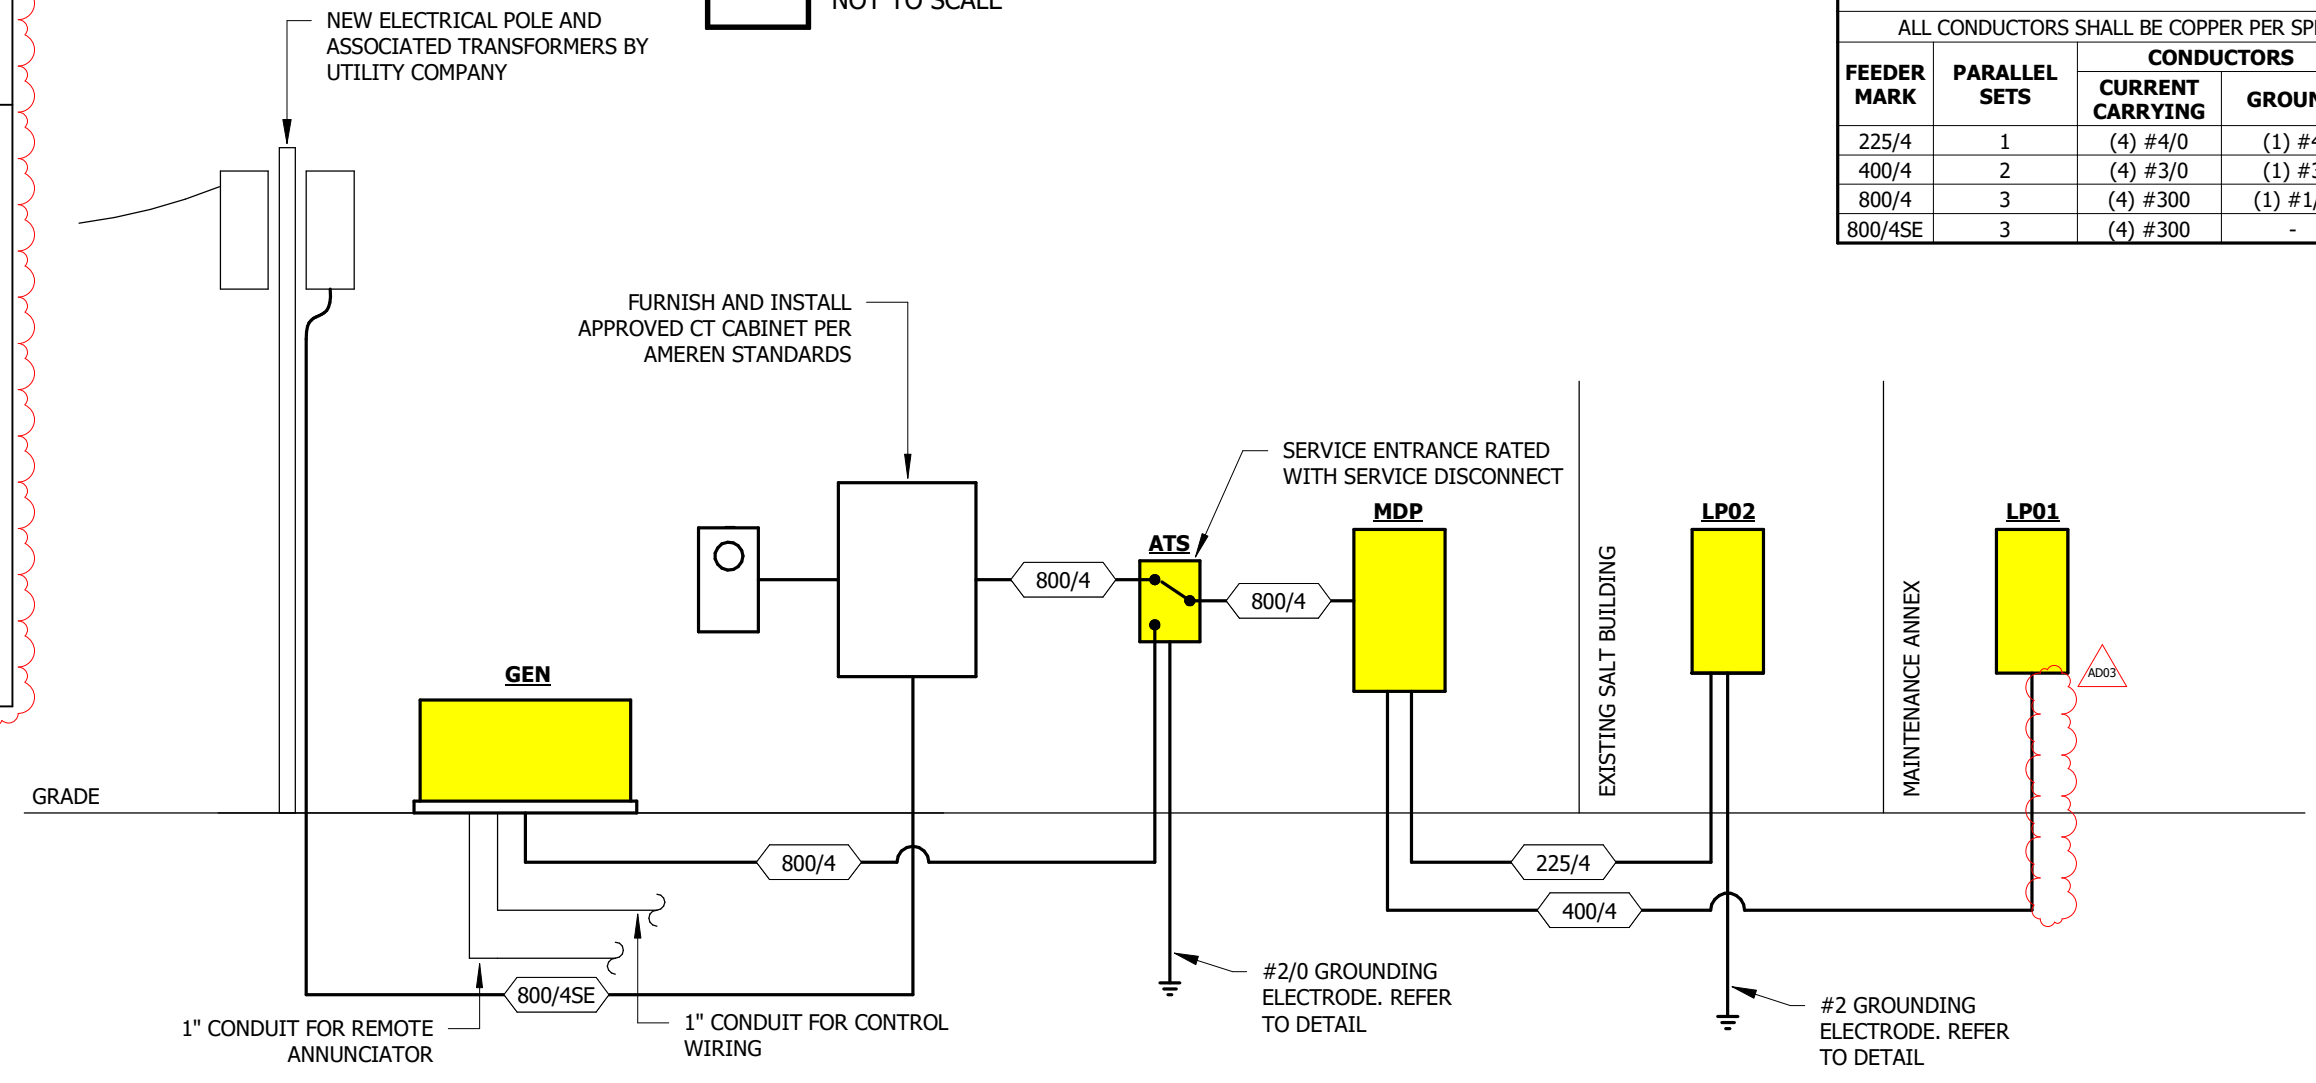 NOT TO SCALE
NEW ELECTRICAL POLE AND
ASSOCIATED TRANSFORMERS BY
UTILITY COMPANY
ALL CONDUCTORS SHALL BE COPPER PER
FEEDER
MARK
PARALLEL
SETS
CONDUCTORS
CURRENT
CARRYING
225/4 1 (4) #4/0 (1)
400/4 2 (4) #3/0 (1)
800/4 3 (4) #300 (1)
800/4SE 3 (4) #300 -
FURNISH AND INSTALL
APPROVED CT CABINET PER
AMEREN STANDARDS
SERVICE ENTRANCE RATED
WITH SERVICE DISCONNECT
MDP
LP02
LP01
ATS
800/4
800/4
EXISTING SALT BUILDING
MAINTENANCE ANNEX
AD03
GEN
GRADE
800/4
225/4
400/4
800/4SE
1" CONDUIT FOR REMOTE
ANNUNCIATOR
1" CONDUIT FOR CONTROL
WIRING
#2/0 GROUNDING
ELECTRODE. REFER
TO DETAIL
#2 GROUNDING
ELECTRODE. REFER
TO DETAIL